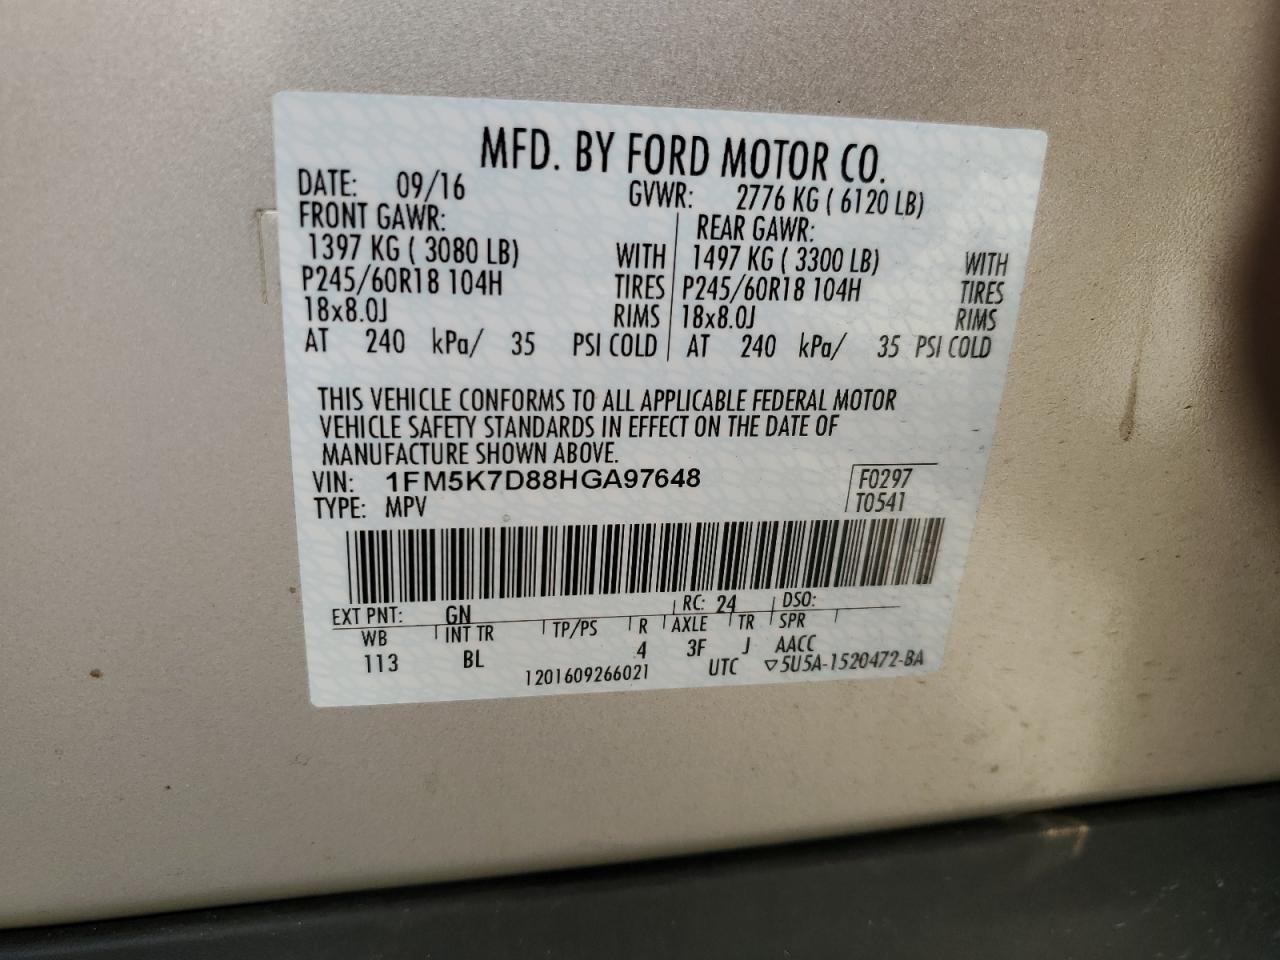 MFD. BY FORD MOTOR CO.
DATE: 09/16 GVWR: 2776 KG ( 6120 LB)
FRONT GAWR: REAR GAWR:
1397 KG ( 3080 LB) WITH 1497 KG ( 3300 LB) WITH
P245/60R18 104H TIRES P245/60R18 104H TIRES
18x8.0J RIMS 18x8.0J RIMS
AT 240 kPa/ 35 PSI COLD AT 240 kPa/ 35 PSI COLD
THIS VEHICLE CONFORMS TO ALL APPLICABLE FEDERAL MOTOR
VEHICLE SAFETY STANDARDS IN EFFECT ON THE DATE OF
MANUFACTURE SHOWN ABOVE.
VIN: 1FM5K7D88HGA97648 F0297
TYPE: MPV T0541
EXT PNT: GN RC: 24 DSO:
WB INT TR TP/PS R AXLE TR SPR
113 BL 4 3F J AACC
1201609266021 UTC ▽5U5A-1520472-BA